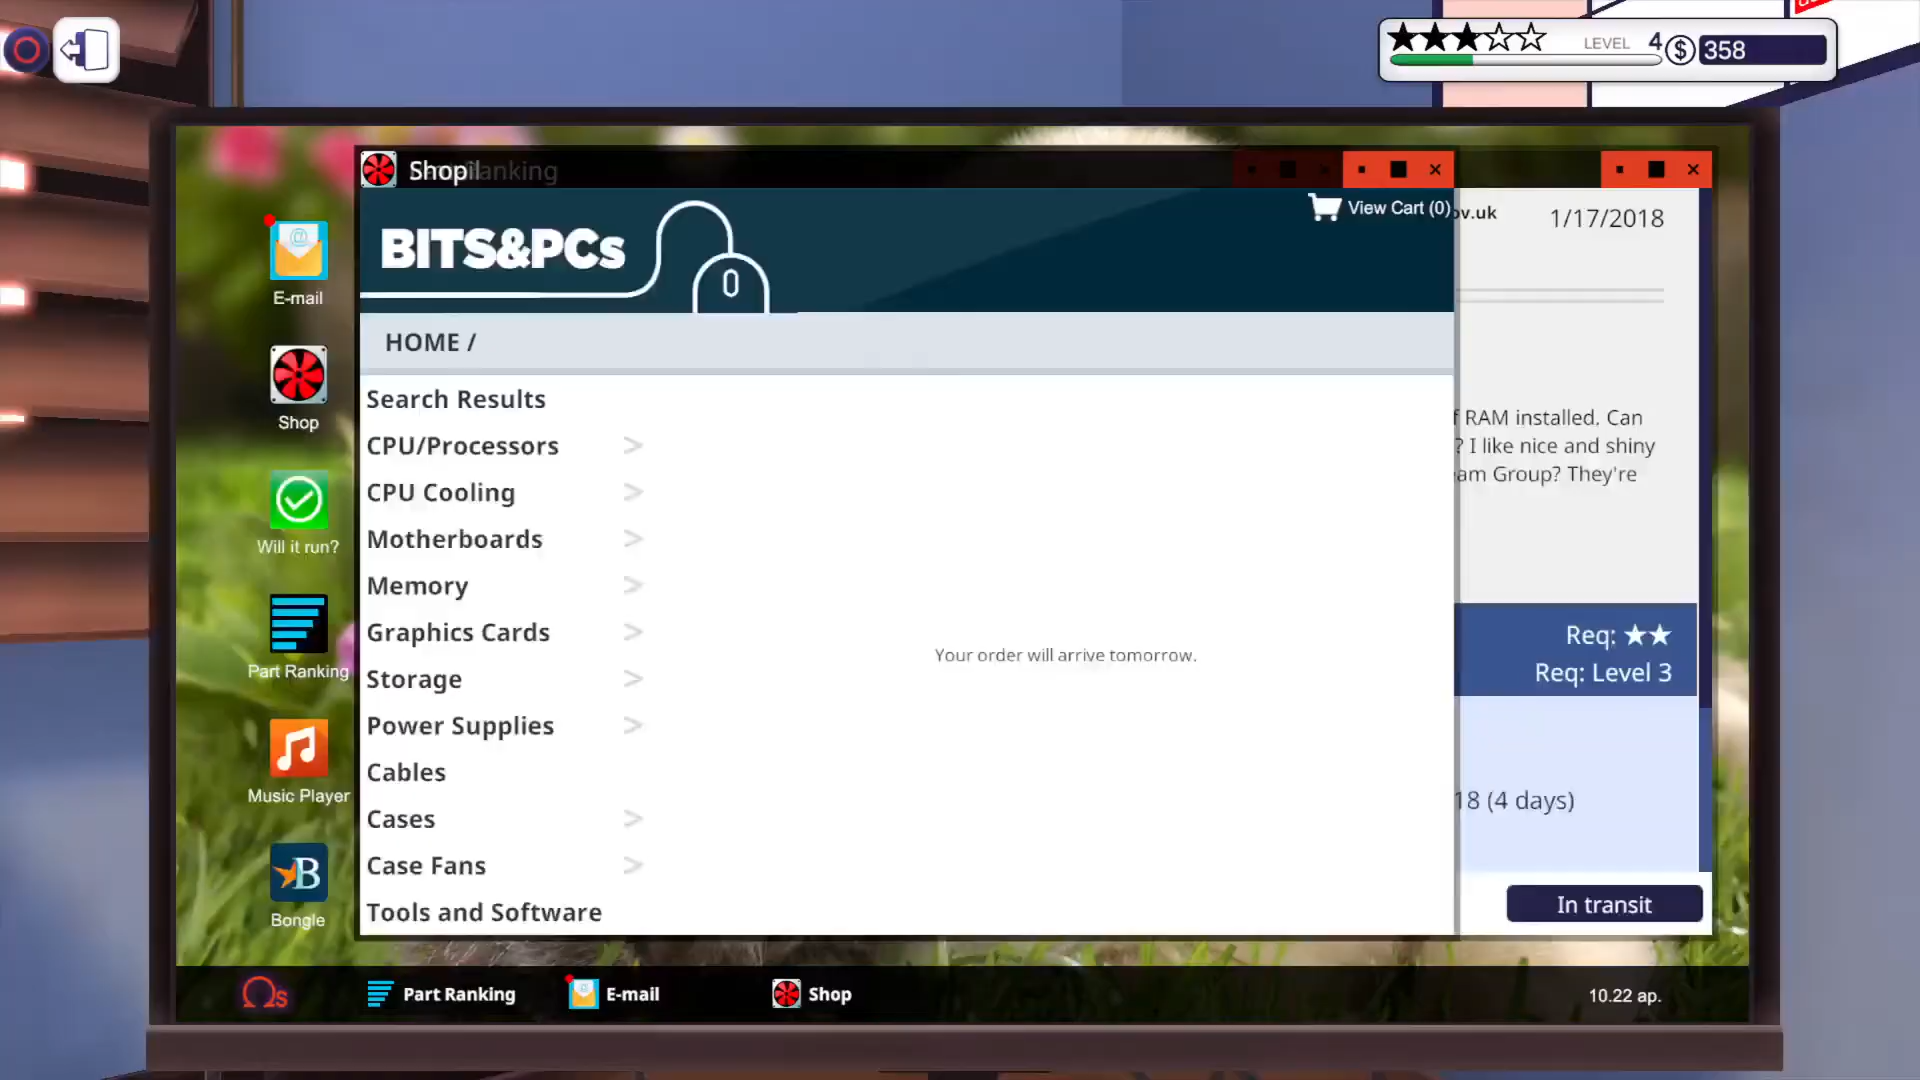 LEVEL 4 $ 358
Shop
View Cart (0)
ov.uk
1/17/2018
BITS&PCs
HOME /
Search Results
CPU/Processors >
CPU Cooling >
Motherboards >
Memory >
Graphics Cards >
Storage >
Power Supplies >
Cables
Cases >
Case Fans >
Tools and Software
Your order will arrive tomorrow.
RAM installed. Can
? I like nice and shiny
am Group? They're
Req: ★★
Req: Level 3
18 (4 days)
In transit
E-mail
Shop
Will it run?
Part Ranking
Music Player
B
Bongle
Ωs
Part Ranking
E-mail
Shop
10.22 ap.